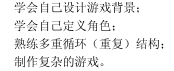 学会自己设计游戏背景；
学会自己定义角色；
熟练多重循环（重复）结构；
制作复杂的游戏。